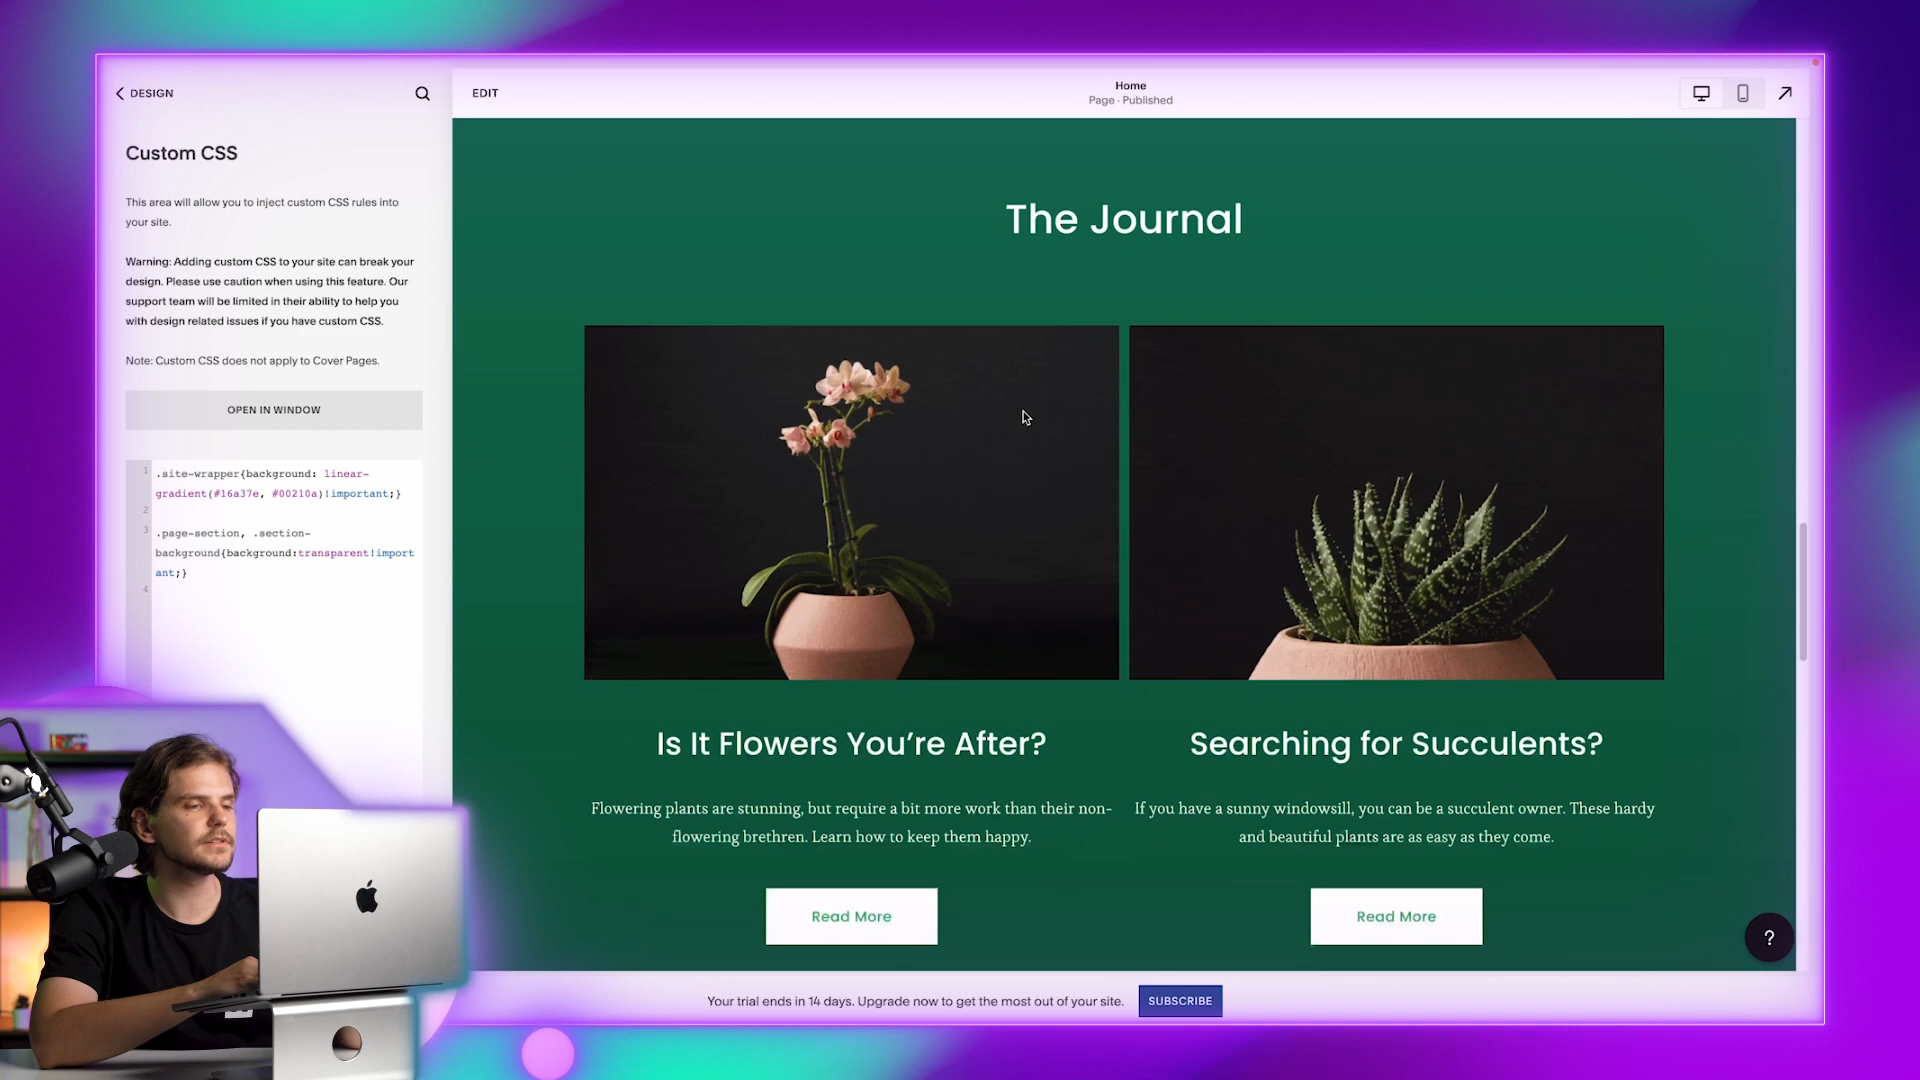 DESIGN
Custom CSS
This area will allow you to inject custom CSS rules into
your site.
Warning: Adding custom CSS to your site can break your
design. Please use caution when using this feature. Our
support team will be limited in their ability to help you
with design related issues if you have custom CSS.
Note: Custom CSS does not apply to Cover Pages.
OPEN IN WINDOW
1
.site-wrapper{background: linear-
gradient(#16a37e, #00210a)!important;}
2
3
.page-section, .section-
background{background:transparent!import
ant;}
4
EDIT
Home
Page · Published
The Journal
Is It Flowers You’re After?
Flowering plants are stunning, but require a bit more work than their non-
flowering brethren. Learn how to keep them happy.
Read More
Searching for Succulents?
If you have a sunny windowsill, you can be a succulent owner. These hardy
and beautiful plants are as easy as they come.
Read More
?
Your trial ends in 14 days. Upgrade now to get the most out of your site.
SUBSCRIBE